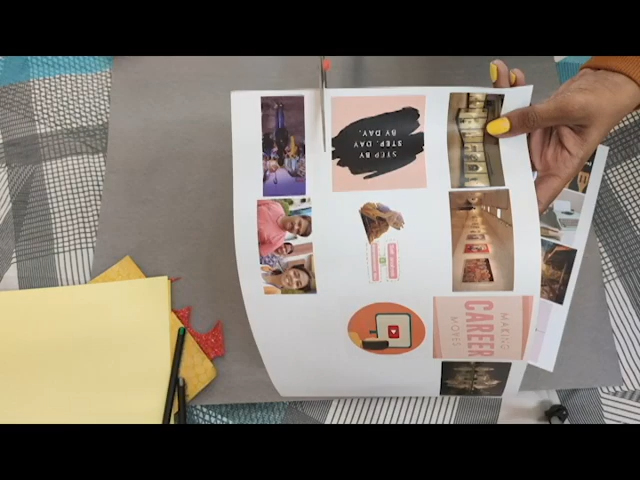 STEP BY
STEP, DAY
BY DAY.
MAKING
CAREER
MOVES